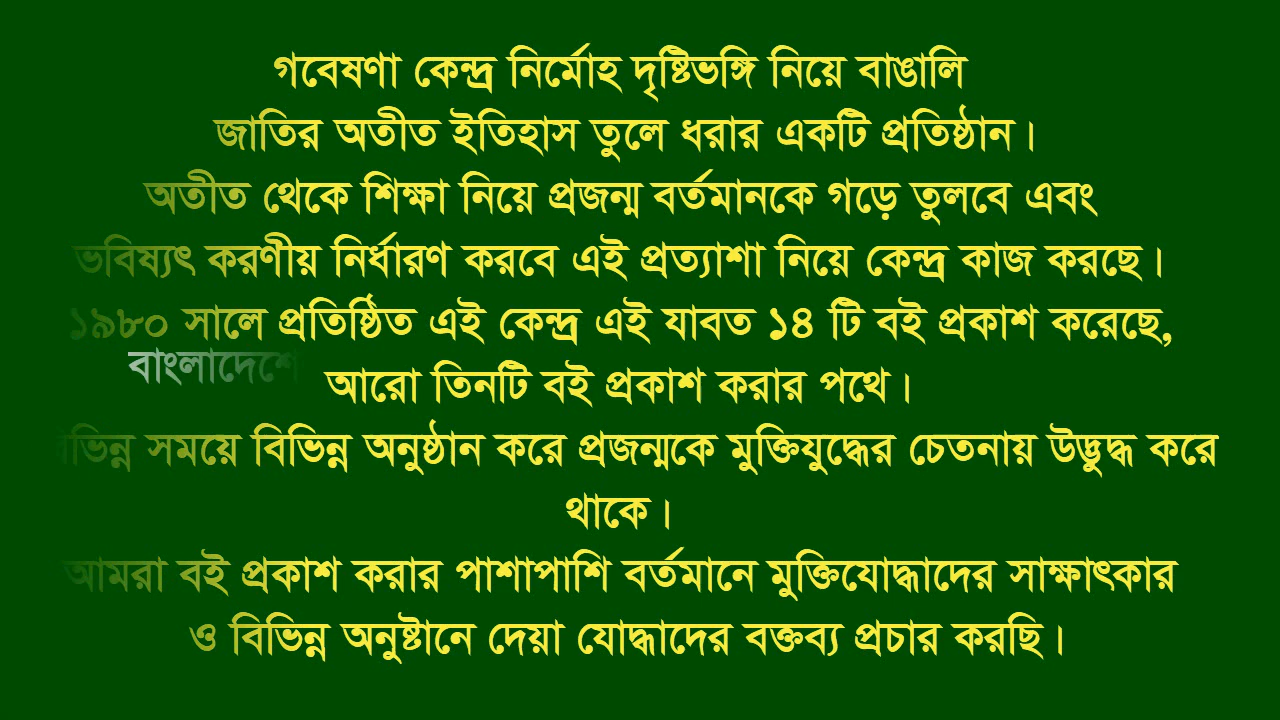 গবেষণা কেন্দ্র নির্মোহ দৃষ্টিভঙ্গি নিয়ে বাঙালি
জাতির অতীত ইতিহাস তুলে ধরার একটি প্রতিষ্ঠান।
অতীত থেকে শিক্ষা নিয়ে প্রজন্ম বর্তমানকে গড়ে তুলবে এবং
ভবিষ্যৎ করণীয় নির্ধারণ করবে এই প্রত্যাশা নিয়ে কেন্দ্র কাজ করছে।
১৯৮০ সালে প্রতিষ্ঠিত এই কেন্দ্র এই যাবত ১৪ টি বই প্রকাশ করেছে,
বাংলাদেশে
আরো তিনটি বই প্রকাশ করার পথে।
বিভিন্ন সময়ে বিভিন্ন অনুষ্ঠান করে প্রজন্মকে মুক্তিযুদ্ধের চেতনায় উদ্ভুদ্ধ করে
থাকে।
আমরা বই প্রকাশ করার পাশাপাশি বর্তমানে মুক্তিযোদ্ধাদের সাক্ষাৎকার
ও বিভিন্ন অনুষ্টানে দেয়া যোদ্ধাদের বক্তব্য প্রচার করছি।